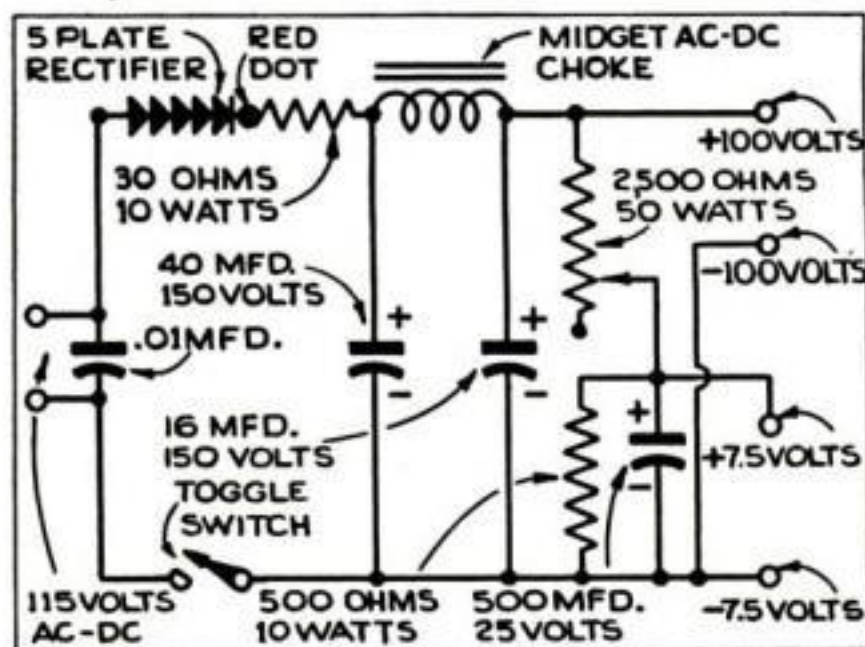 5 PLATE
RECTIFIER
RED
DOT
MIDGET AC-DC
CHOKE
+100VOLTS
30 OHMS
10 WATTS
2,500 OHMS
50 WATTS
-100VOLTS
40 MFD.
150VOLTS
+
+
.01MFD.
-
-
16 MFD.
150 VOLTS
+
-
+7.5VOLTS
TOGGLE
SWITCH
115VOLTS
AC-DC
500 OHMS
10WATTS
500MFD.
25 VOLTS
-7.5VOLTS